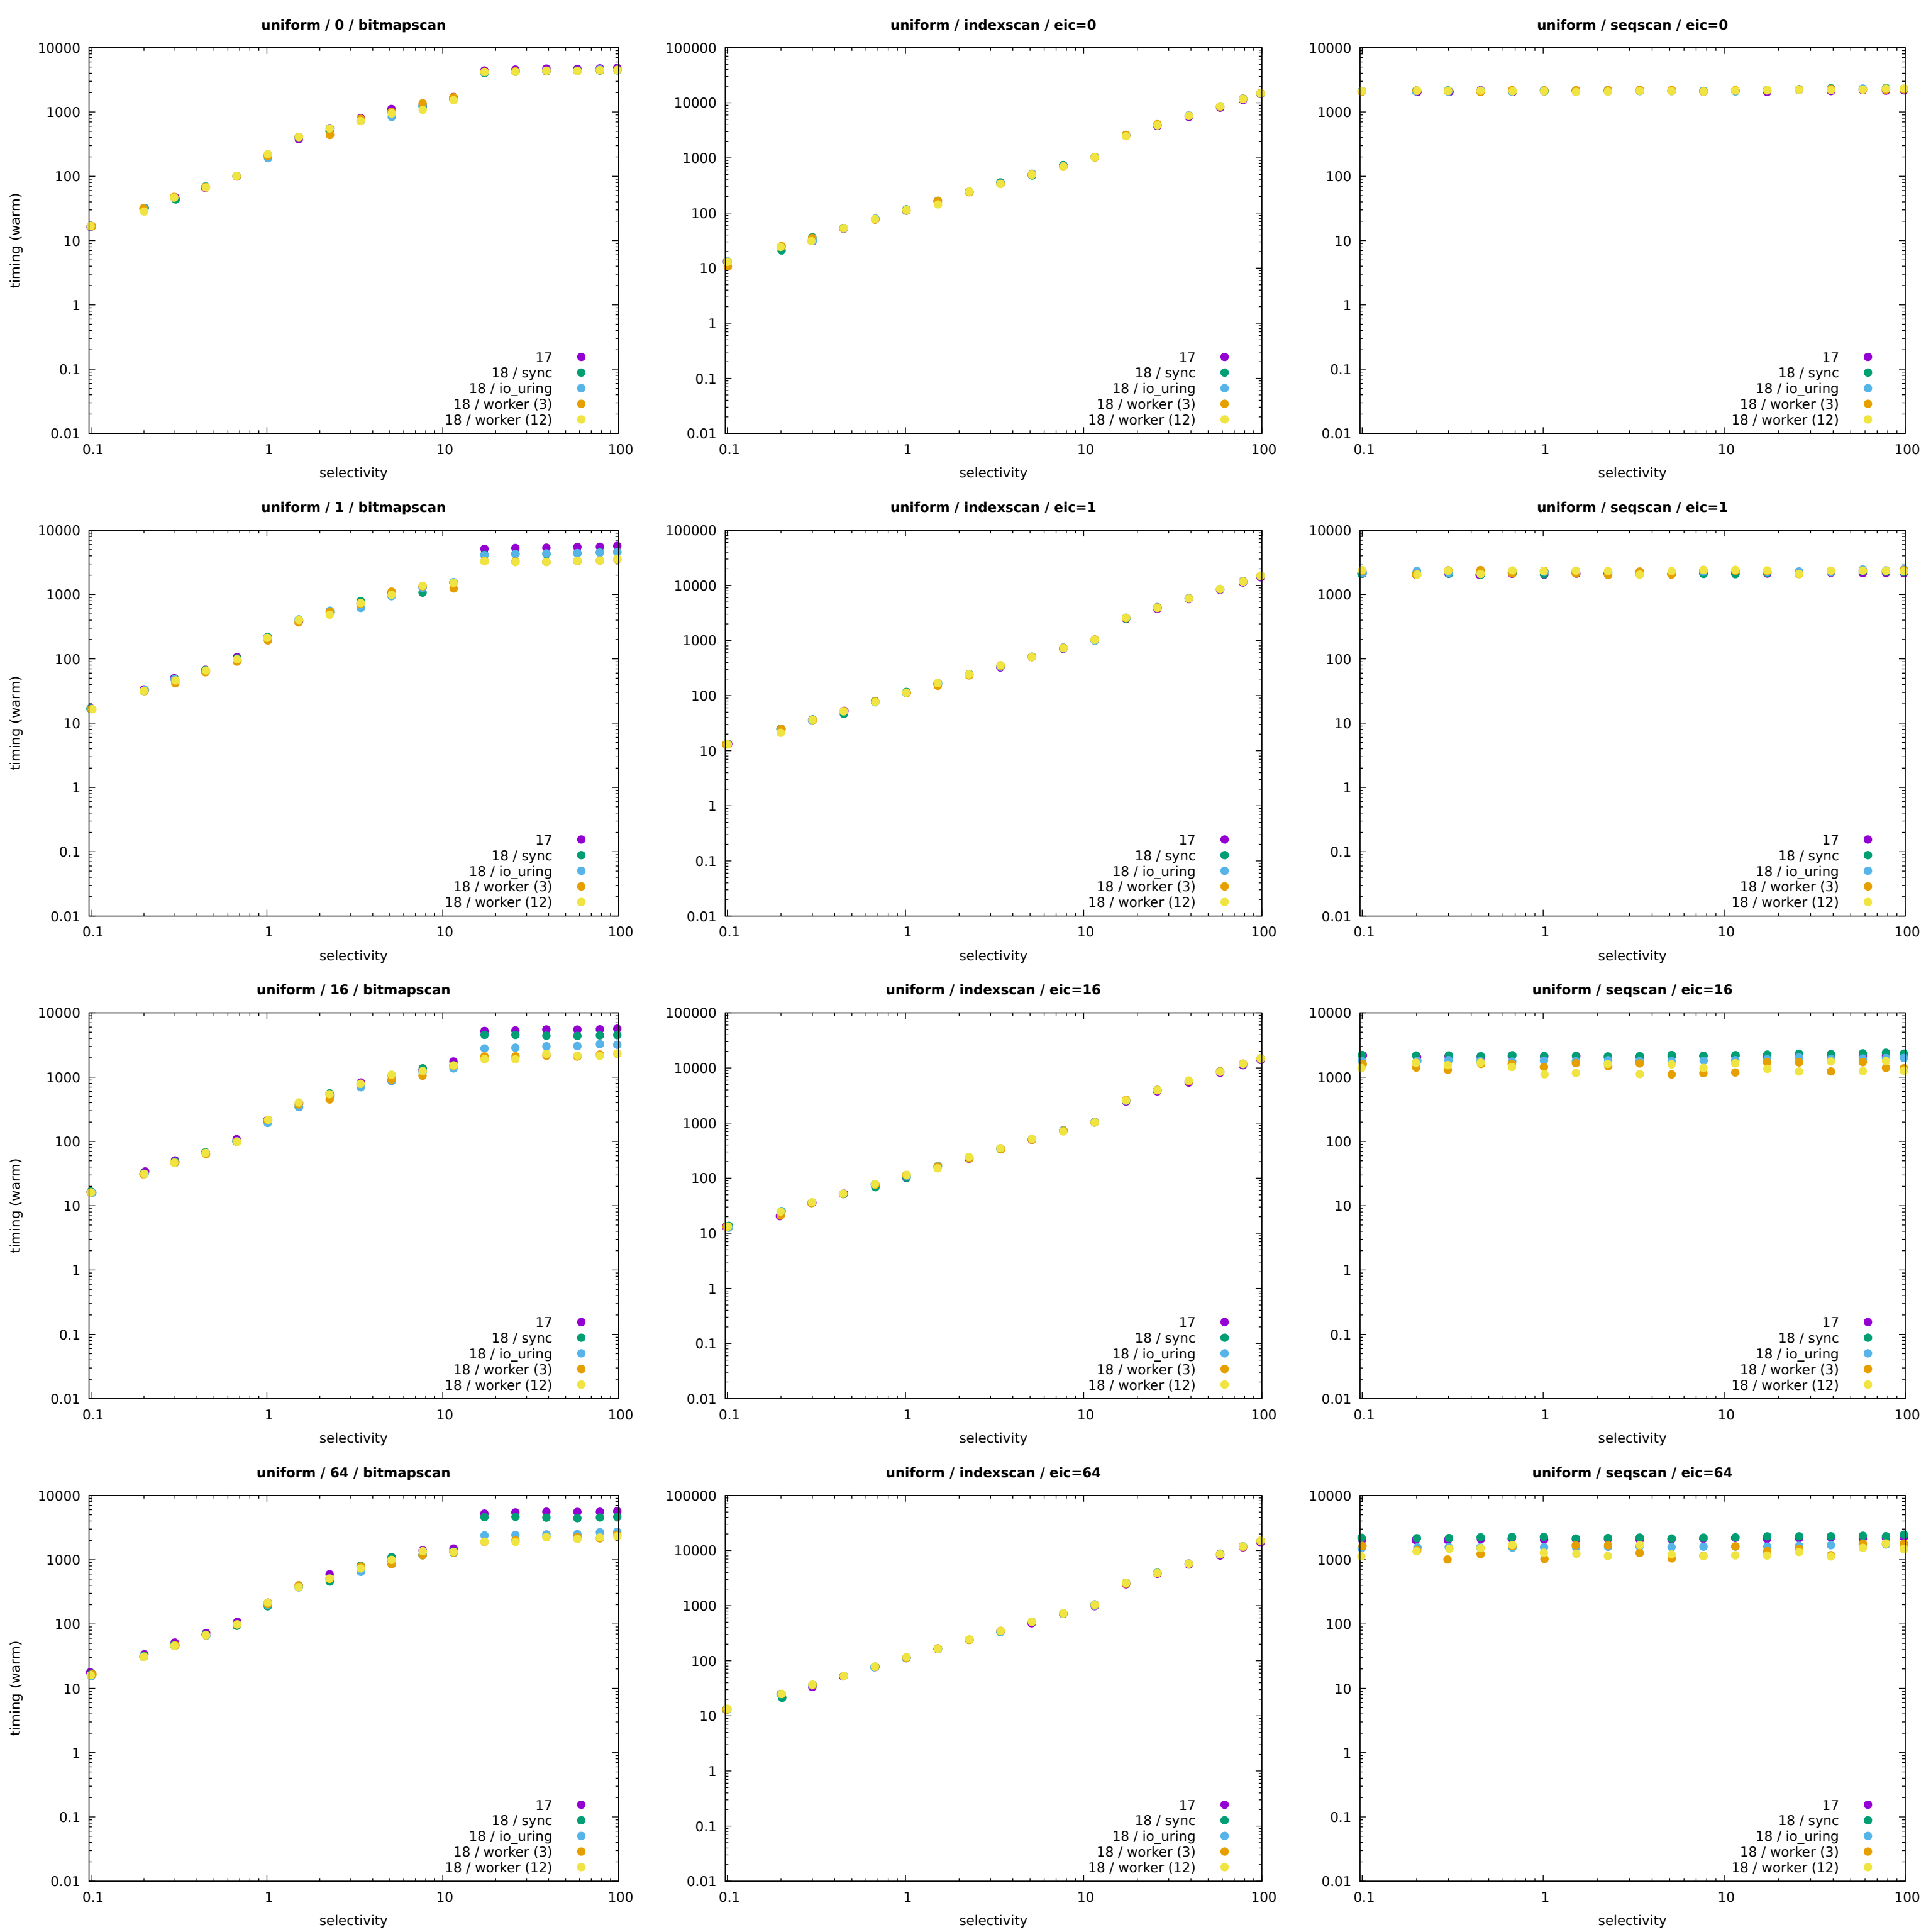 uniform / 0 / bitmapscan
timing (warm)
10000
1000
100
10
1
0.1
0.01
17
18 / sync
18 / io_uring
18 / worker (3)
18 / worker (12)
0.1 1 10 100
selectivity
uniform / indexscan / eic=0
100000
10000
1000
100
10
1
0.1
0.01
17
18 / sync
18 / io_uring
18 / worker (3)
18 / worker (12)
0.1 1 10 100
selectivity
uniform / seqscan / eic=0
10000
1000
100
10
1
0.1
0.01
17
18 / sync
18 / io_uring
18 / worker (3)
18 / worker (12)
0.1 1 10 100
selectivity
uniform / 1 / bitmapscan
timing (warm)
10000
1000
100
10
1
0.1
0.01
17
18 / sync
18 / io_uring
18 / worker (3)
18 / worker (12)
0.1 1 10 100
selectivity
uniform / indexscan / eic=1
100000
10000
1000
100
10
1
0.1
0.01
17
18 / sync
18 / io_uring
18 / worker (3)
18 / worker (12)
0.1 1 10 100
selectivity
uniform / seqscan / eic=1
10000
1000
100
10
1
0.1
0.01
17
18 / sync
18 / io_uring
18 / worker (3)
18 / worker (12)
0.1 1 10 100
selectivity
uniform / 16 / bitmapscan
timing (warm)
10000
1000
100
10
1
0.1
0.01
17
18 / sync
18 / io_uring
18 / worker (3)
18 / worker (12)
0.1 1 10 100
selectivity
uniform / indexscan / eic=16
100000
10000
1000
100
10
1
0.1
0.01
17
18 / sync
18 / io_uring
18 / worker (3)
18 / worker (12)
0.1 1 10 100
selectivity
uniform / seqscan / eic=16
10000
1000
100
10
1
0.1
0.01
17
18 / sync
18 / io_uring
18 / worker (3)
18 / worker (12)
0.1 1 10 100
selectivity
uniform / 64 / bitmapscan
timing (warm)
10000
1000
100
10
1
0.1
0.01
17
18 / sync
18 / io_uring
18 / worker (3)
18 / worker (12)
0.1 1 10 100
selectivity
uniform / indexscan / eic=64
100000
10000
1000
100
10
1
0.1
0.01
17
18 / sync
18 / io_uring
18 / worker (3)
18 / worker (12)
0.1 1 10 100
selectivity
uniform / seqscan / eic=64
10000
1000
100
10
1
0.1
0.01
17
18 / sync
18 / io_uring
18 / worker (3)
18 / worker (12)
0.1 1 10 100
selectivity